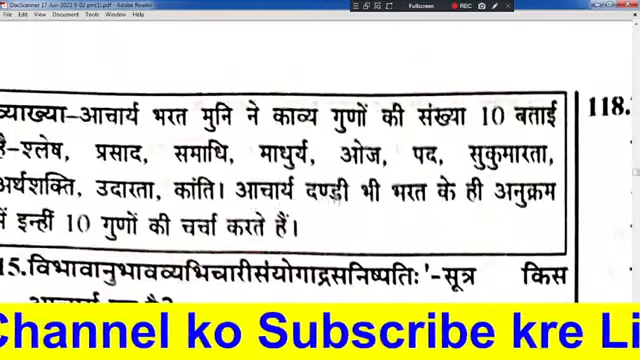 DocScanner 17-Jun-2022 9-02 pm(1).pdf - Adobe Reader
File Edit View Document Tools Window Help
Fullscreen
REC
व्याख्या–आचार्य भरत मुनि ने काव्य गुणों की संख्या 10 बताई
है–श्लेष, प्रसाद, समाधि, माधुर्य, ओज, पद, सुकुमारता,
अर्थशक्ति, उदारता, कांति। आचार्य दण्डी भी भरत के ही अनुक्रम
में इन्हीं 10 गुणों की चर्चा करते हैं।
118.
15. विभावानुभावव्यभिचारीसंयोगाद्रसनिष्पतिः'-सूत्र किस
Channel ko Subscribe kre Li